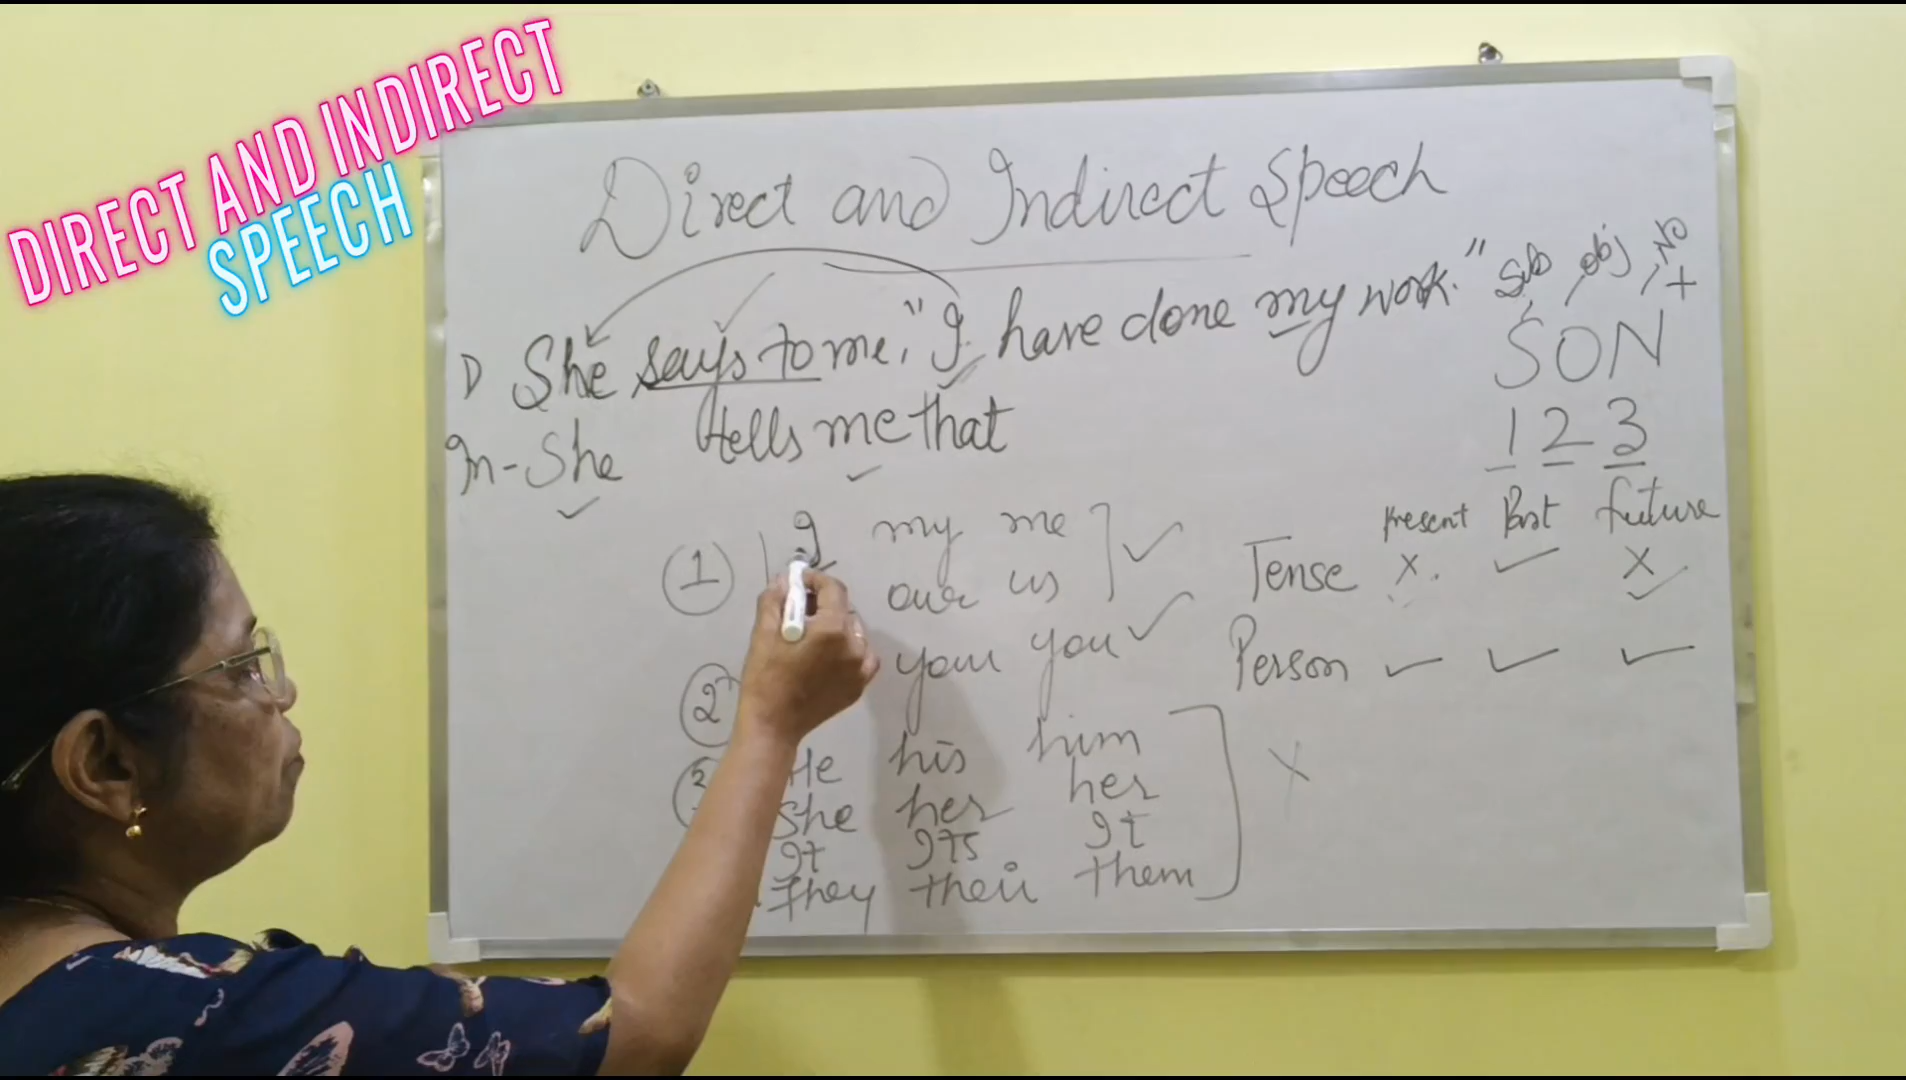 DIRECT AND INDIRECT
SPEECH
Direct and Indirect Speech
D She says to me, "I have done my work."
In - She tells me that
Sub obj No
+
SON
1 2 3
1 I my me
our us
2 your you
3 He his him
She her her
It Its It
They their them
Present Past future
Tense × . ✓ ×
Person ✓ ✓ ✓